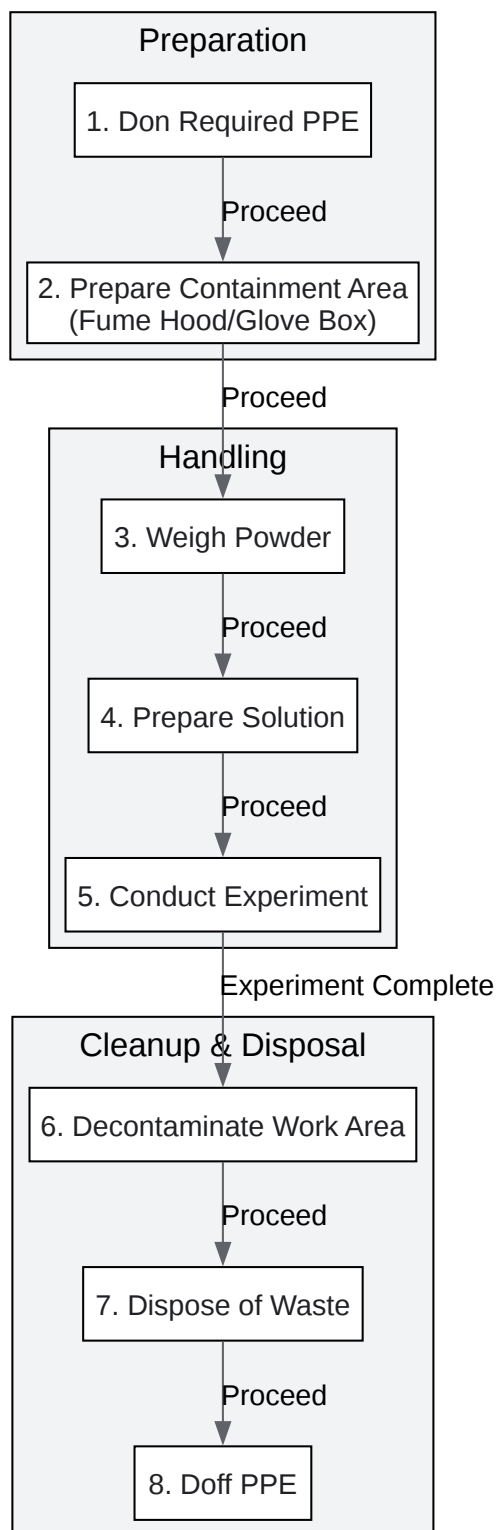 Preparation
1. Don Required PPE
Proceed
2. Prepare Containment Area
(Fume Hood/Glove Box)
Proceed
Handling
3. Weigh Powder
Proceed
4. Prepare Solution
Proceed
5. Conduct Experiment
Experiment Complete
Cleanup & Disposal
6. Decontaminate Work Area
Proceed
7. Dispose of Waste
Proceed
8. Doff PPE